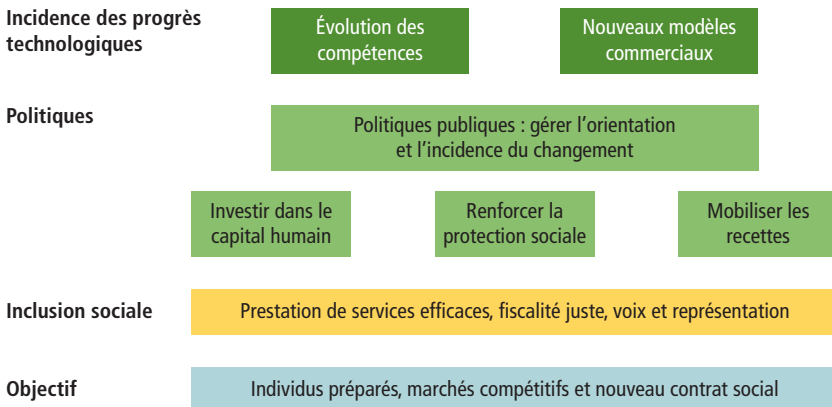 Incidence des progrès
technologiques
Évolution des
compétences
Nouveaux modèles
commerciaux
Politiques
Politiques publiques : gérer l’orientation
et l’incidence du changement
Investir dans le
capital humain
Renforcer la
protection sociale
Mobiliser les
recettes
Inclusion sociale
Prestation de services efficaces, fiscalité juste, voix et représentation
Objectif
Individus préparés, marchés compétitifs et nouveau contrat social